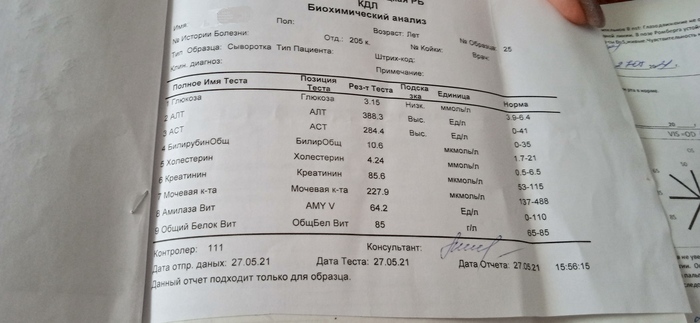 КДЛ
Биохимический анализ
Имя
Пол:
Возраст: Лет
№ Истории Болезни:
Отд.: 205 к.
№ Койки:
№ Образца: 25
Тип Образца: Сыворотка Тип Пациента:
Штрих-код:
Врач:
Клин. диагноз:
Примечание:
Полное Имя Теста Позиция Теста Рез-т Теста Подсказка Единица Норма
1 Глюкоза Глюкоза 3.15 Низк. ммоль/л 3.9-6.4
2 АЛТ АЛТ 388.3 Выс. Ед/л 0-41
3 АСТ АСТ 284.4 Выс. Ед/л 0-35
4 БилирубинОбщ БилирОбщ 10.6 мкмоль/л 1.7-21
5 Холестерин Холестерин 4.24 ммоль/л 0.5-6.5
6 Креатинин Креатинин 85.6 мкмоль/л 53-115
7 Мочевая к-та Мочевая к-та 227.9 мкмоль/л 137-488
8 Амилаза Вит AMY V 64.2 Ед/л 0-110
9 Общий Белок Вит ОбщБел Вит 85 г/л 65-85
Контролер: 111
Консультант:
Дата отпр. даных: 27.05.21 Дата Теста: 27.05.21 Дата Отчета: 27.05.21 15:56:15
Данный отчет подходит только для образца.
VIS=OD